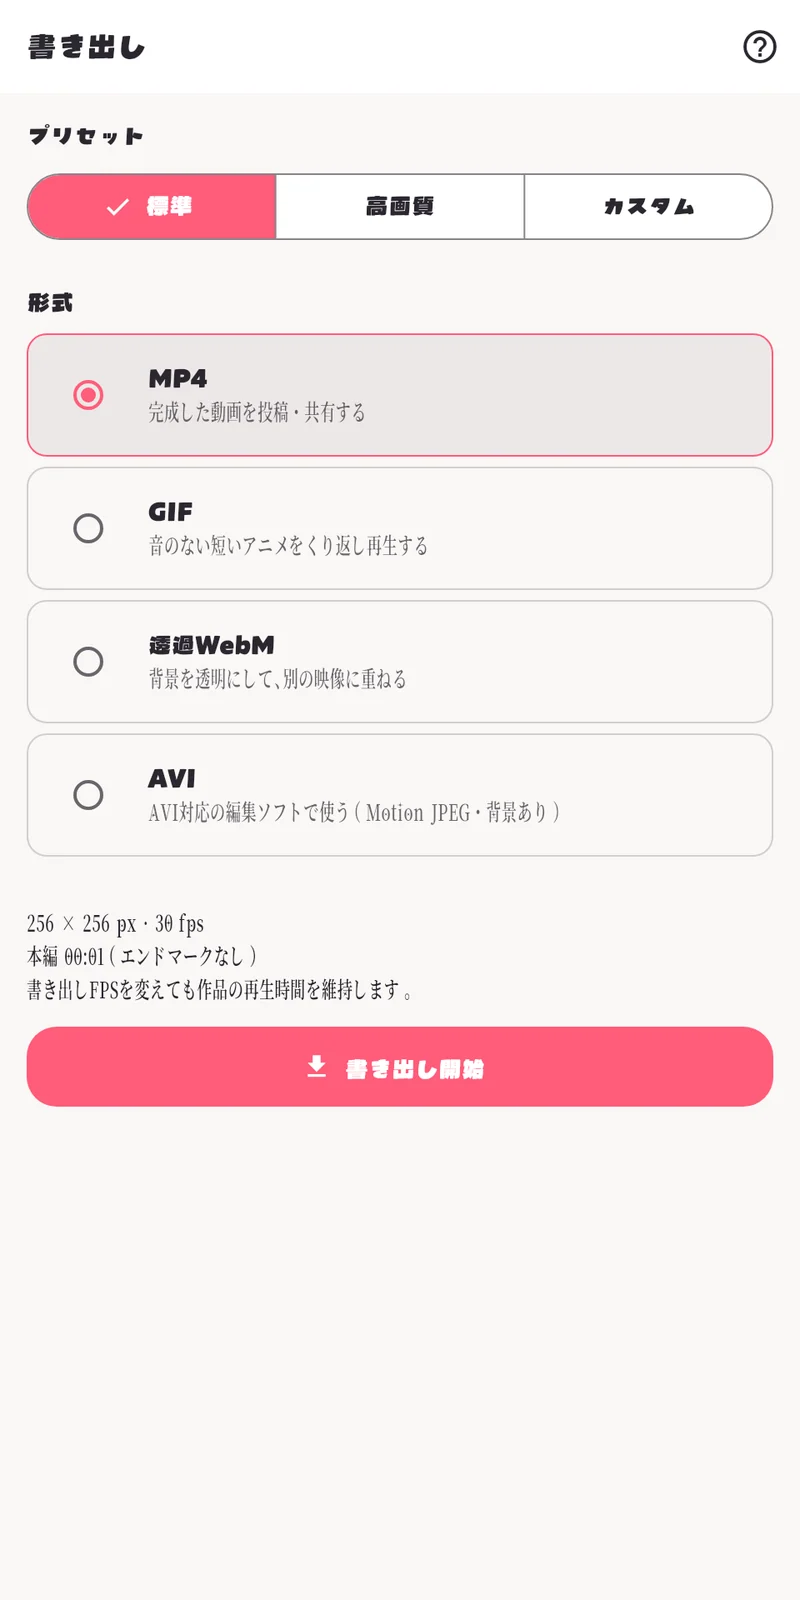 書き出し
プリセット
標準
高画質
カスタム
形式
MP4
完成した動画を投稿・共有する
GIF
音のない短いアニメをくり返し再生する
透過WebM
背景を透明にして、別の映像に重ねる
AVI
AVI対応の編集ソフトで使う(Motion JPEG・背景あり)
256 × 256 px · 30 fps
本編 00:01(エンドマークなし)
書き出しFPSを変えても作品の再生時間を維持します。
書き出し開始